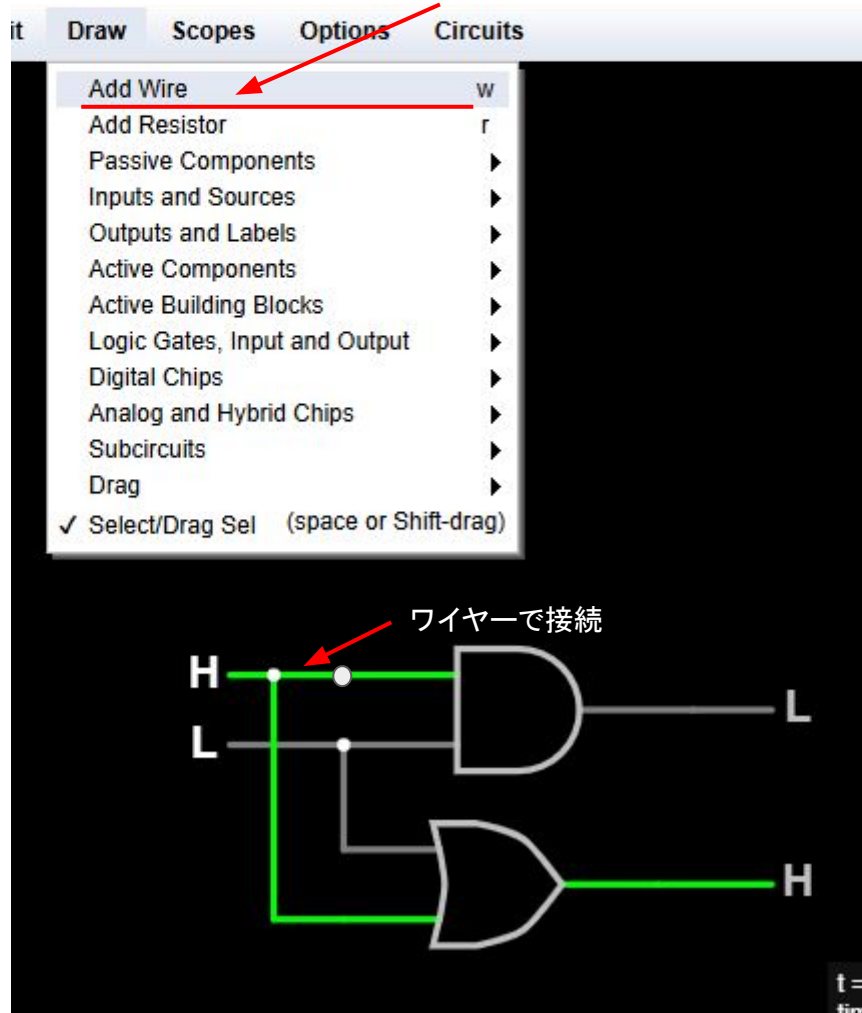 it Draw Scopes Options Circuits
Add Wire w
Add Resistor r
Passive Components
Inputs and Sources
Outputs and Labels
Active Components
Active Building Blocks
Logic Gates, Input and Output
Digital Chips
Analog and Hybrid Chips
Subcircuits
Drag
✓ Select/Drag Sel (space or Shift-drag)
ワイヤーで接続
H
L
L
H
t =